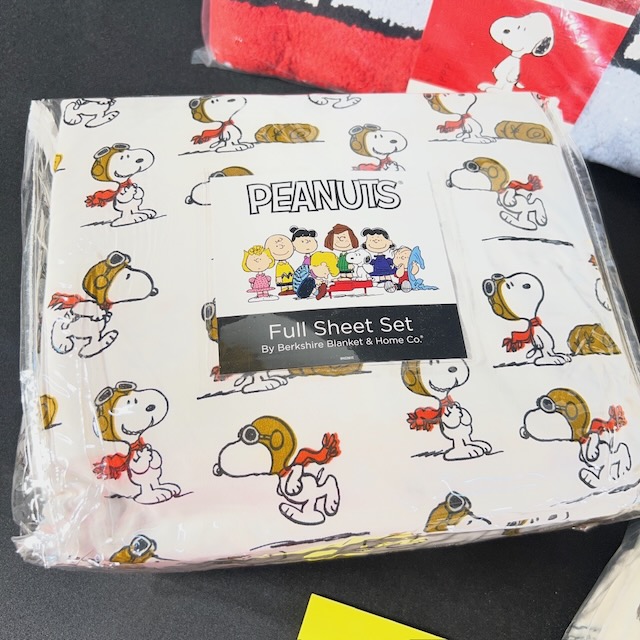 PEANUTS®
Full Sheet Set
By Berkshire Blanket & Home Co.®